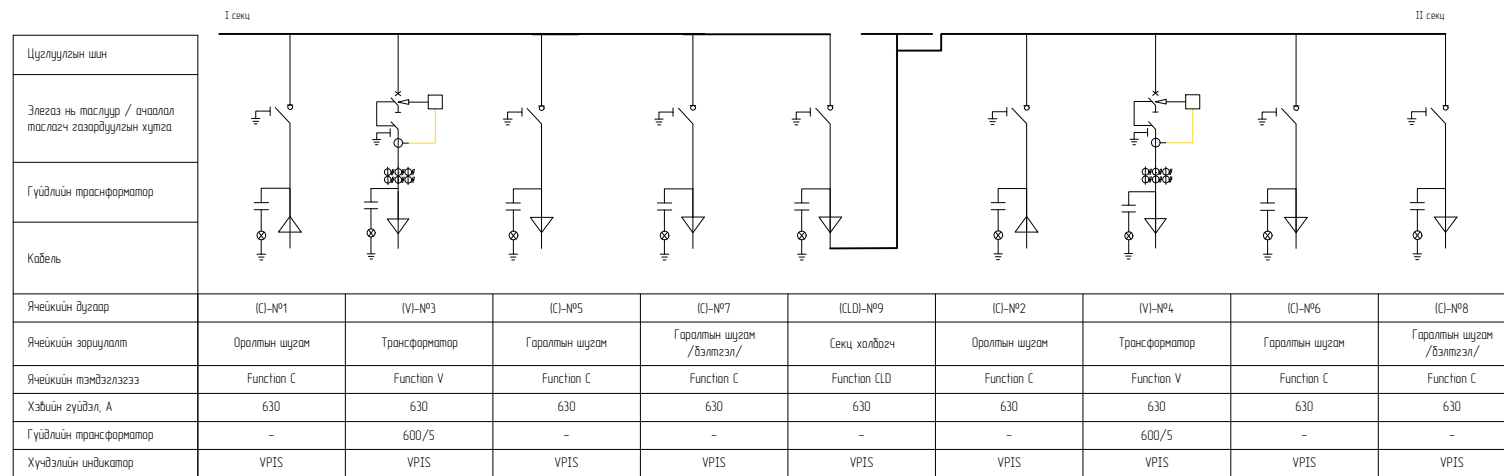 I секц
II секц
Цуглуулгын шин
Элегаз нь таслуур / ачаалал
таслагч газардуулгын хутга
Гүйдлийн траснформатор
Кабель
Ячейкийн дугаар
(C)-№1
(V)-№3
(C)-№5
(C)-№7
(CLD)-№9
(C)-№2
(V)-№4
(C)-№6
(C)-№8
Ячейкийн зориулалт
Оролтын шугам
Трансформатор
Гаралтын шугам
Гаралтын шугам
/бэлтгэл/
Секц холбогч
Оролтын шугам
Трансформатор
Гаралтын шугам
Гаралтын шугам
/бэлтгэл/
Ячейкийн тэмдэглэгээ
Function C
Function V
Function C
Function C
Function CLD
Function C
Function V
Function C
Function C
Хэвийн гүйдэл, А
630
630
630
630
630
630
630
630
630
Гүйдлийн трансформатор
-
600/5
-
-
-
-
600/5
-
-
Хүчдэлийн индикатор
VPIS
VPIS
VPIS
VPIS
VPIS
VPIS
VPIS
VPIS
VPIS